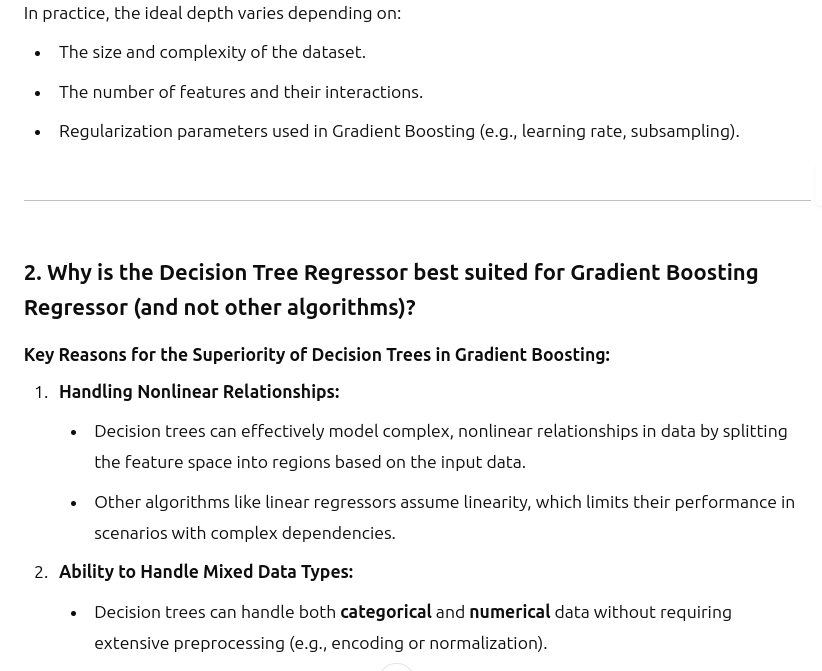 In practice, the ideal depth varies depending on:
• The size and complexity of the dataset.
• The number of features and their interactions.
• Regularization parameters used in Gradient Boosting (e.g., learning rate, subsampling).
2. Why is the Decision Tree Regressor best suited for Gradient Boosting
Regressor (and not other algorithms)?
Key Reasons for the Superiority of Decision Trees in Gradient Boosting:
1. Handling Nonlinear Relationships:
• Decision trees can effectively model complex, nonlinear relationships in data by splitting
the feature space into regions based on the input data.
• Other algorithms like linear regressors assume linearity, which limits their performance in
scenarios with complex dependencies.
2. Ability to Handle Mixed Data Types:
• Decision trees can handle both categorical and numerical data without requiring
extensive preprocessing (e.g., encoding or normalization).